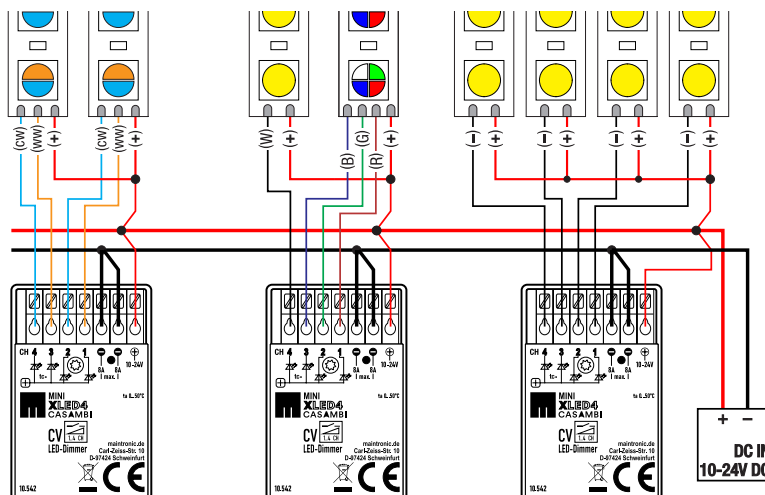 (CW) (WW) (+) (CW) (WW) (+) (W) (+) (B) (G) (R) (+) (−) (+) (−) (+) (−) (+) (−) (+)
CH 4 3 2 1 8A 8A 10-24V
tc- I max. I
ta 0..50°C
MINI
XLED4
CASAMBI
CV 1.4 CH
LED-Dimmer
maintronic.de
Carl-Zeiss-Str. 10
D-97424 Schweinfurt
10.542 CE
CH 4 3 2 1 8A 8A 10-24V
tc- I max. I
ta 0..50°C
MINI
XLED4
CASAMBI
CV 1.4 CH
LED-Dimmer
maintronic.de
Carl-Zeiss-Str. 10
D-97424 Schweinfurt
10.542 CE
CH 4 3 2 1 8A 8A 10-24V
tc- I max. I
ta 0..50°C
MINI
XLED4
CASAMBI
CV 1.4 CH
LED-Dimmer
maintronic.de
Carl-Zeiss-Str. 10
D-97424 Schweinfurt
10.542 CE
+ −
DC IN
10-24V DC